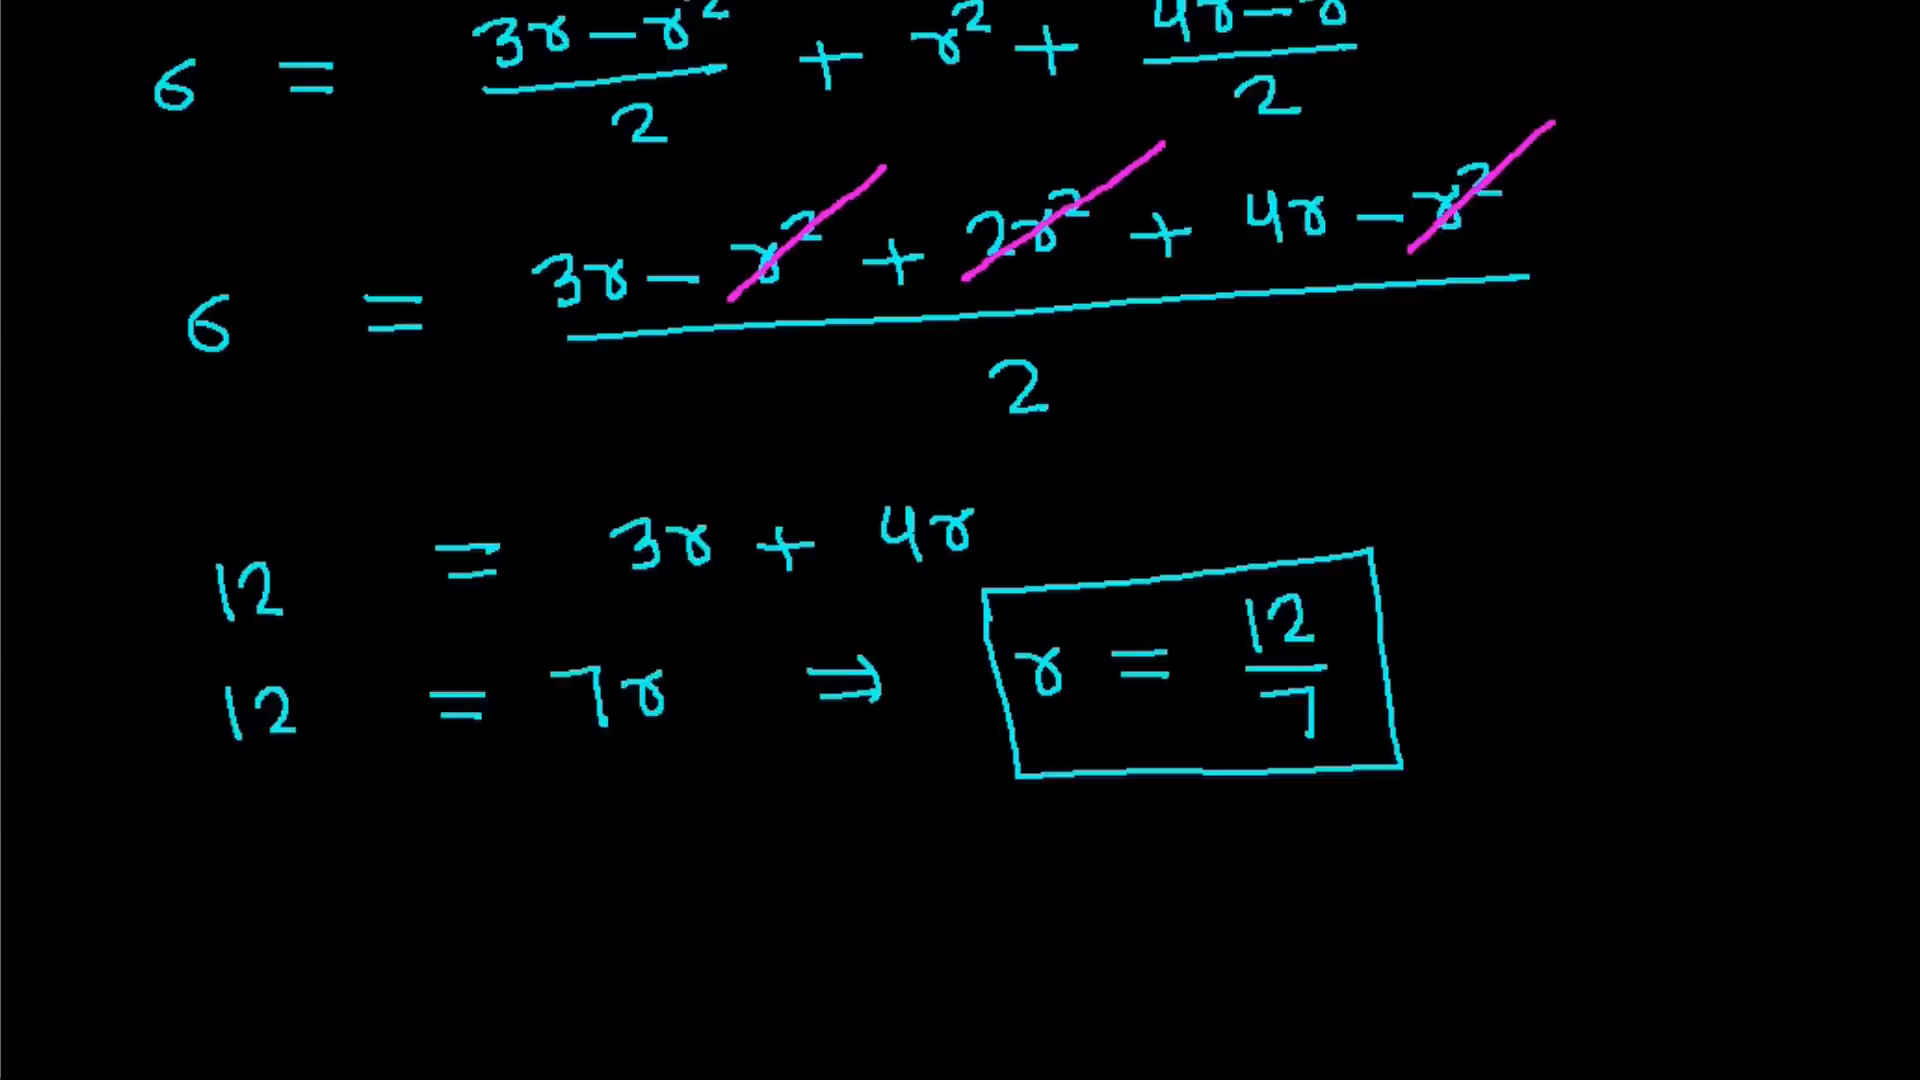 6 = (3r - r²)/2 + r² + (4r - r)/2
6 = (3r - r² + 2r² + 4r - r²)/2
12 = 3r + 4r
12 = 7r ⇒ r = 12/7